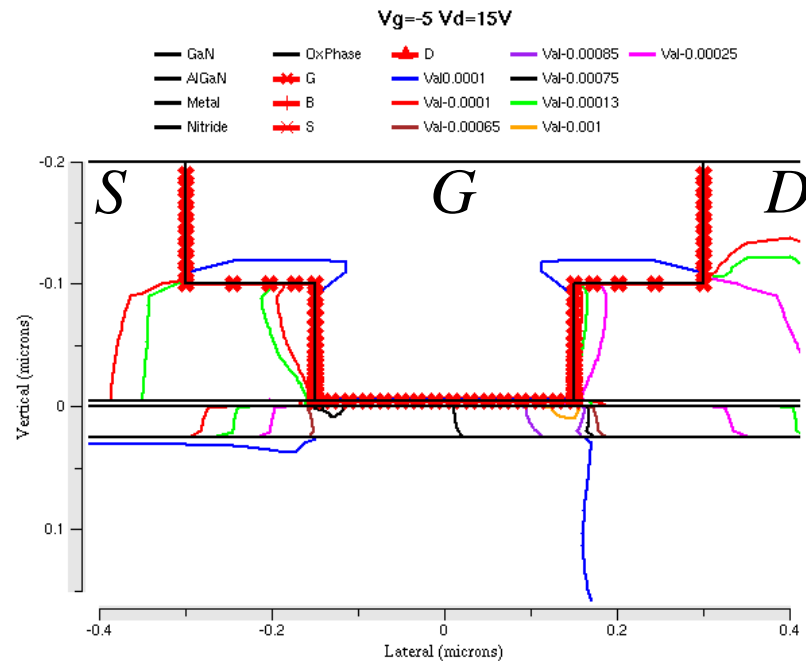 Vg=-5 Vd=15V
GaN OxPhase D Val-0.00085 Val-0.00025
AlGaN G Val0.0001 Val-0.00075
Metal B Val-0.0001 Val-0.00013
Nitride S Val-0.00065 Val-0.001
-0.2
S G D
-0.1
0
0.1
Vertical (microns)
-0.4 -0.2 0 0.2 0.4
Lateral (microns)